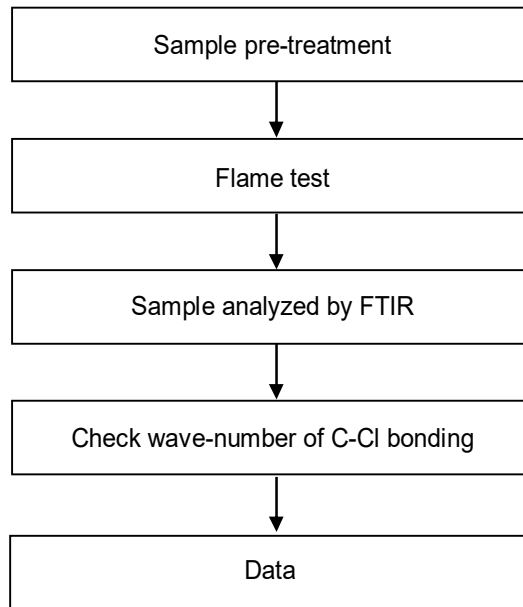 Sample pre-treatment
Flame test
Sample analyzed by FTIR
Check wave-number of C-Cl bonding
Data